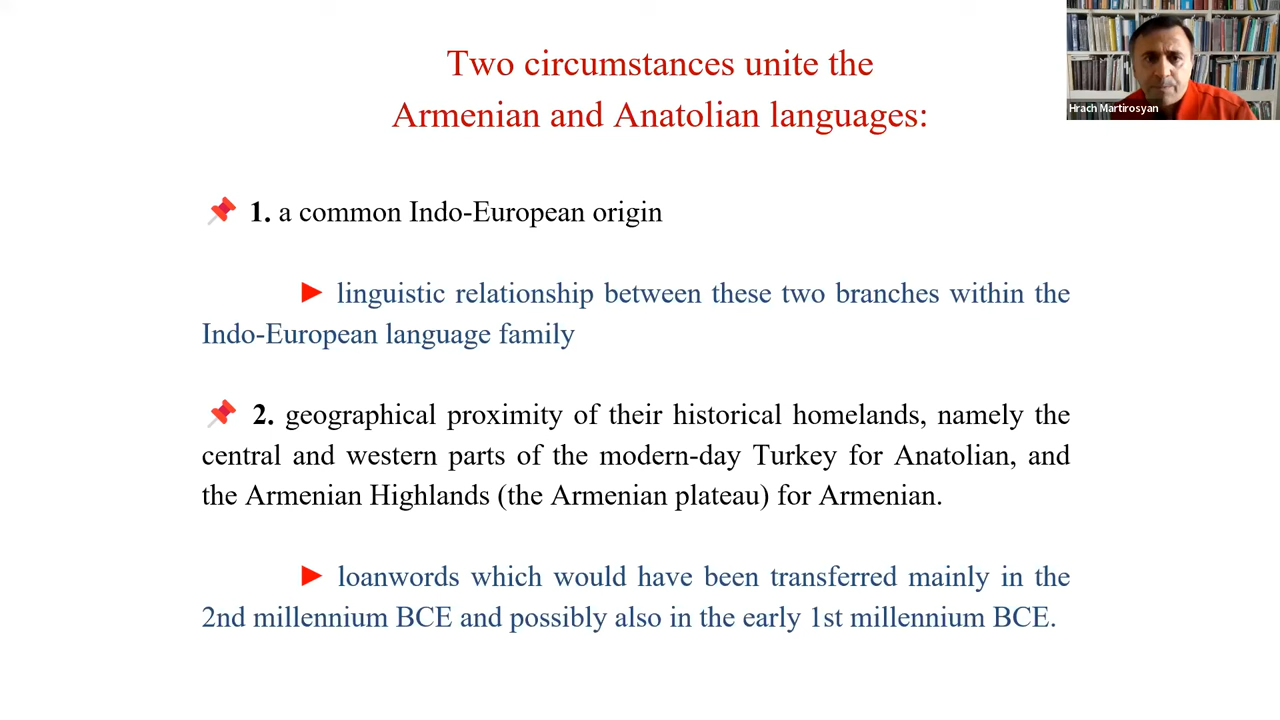 Two circumstances unite the
Armenian and Anatolian languages:
Hrach Martirosyan
1. a common Indo-European origin
► linguistic relationship between these two branches within the
Indo-European language family
2. geographical proximity of their historical homelands, namely the
central and western parts of the modern-day Turkey for Anatolian, and
the Armenian Highlands (the Armenian plateau) for Armenian.
► loanwords which would have been transferred mainly in the
2nd millennium BCE and possibly also in the early 1st millennium BCE.